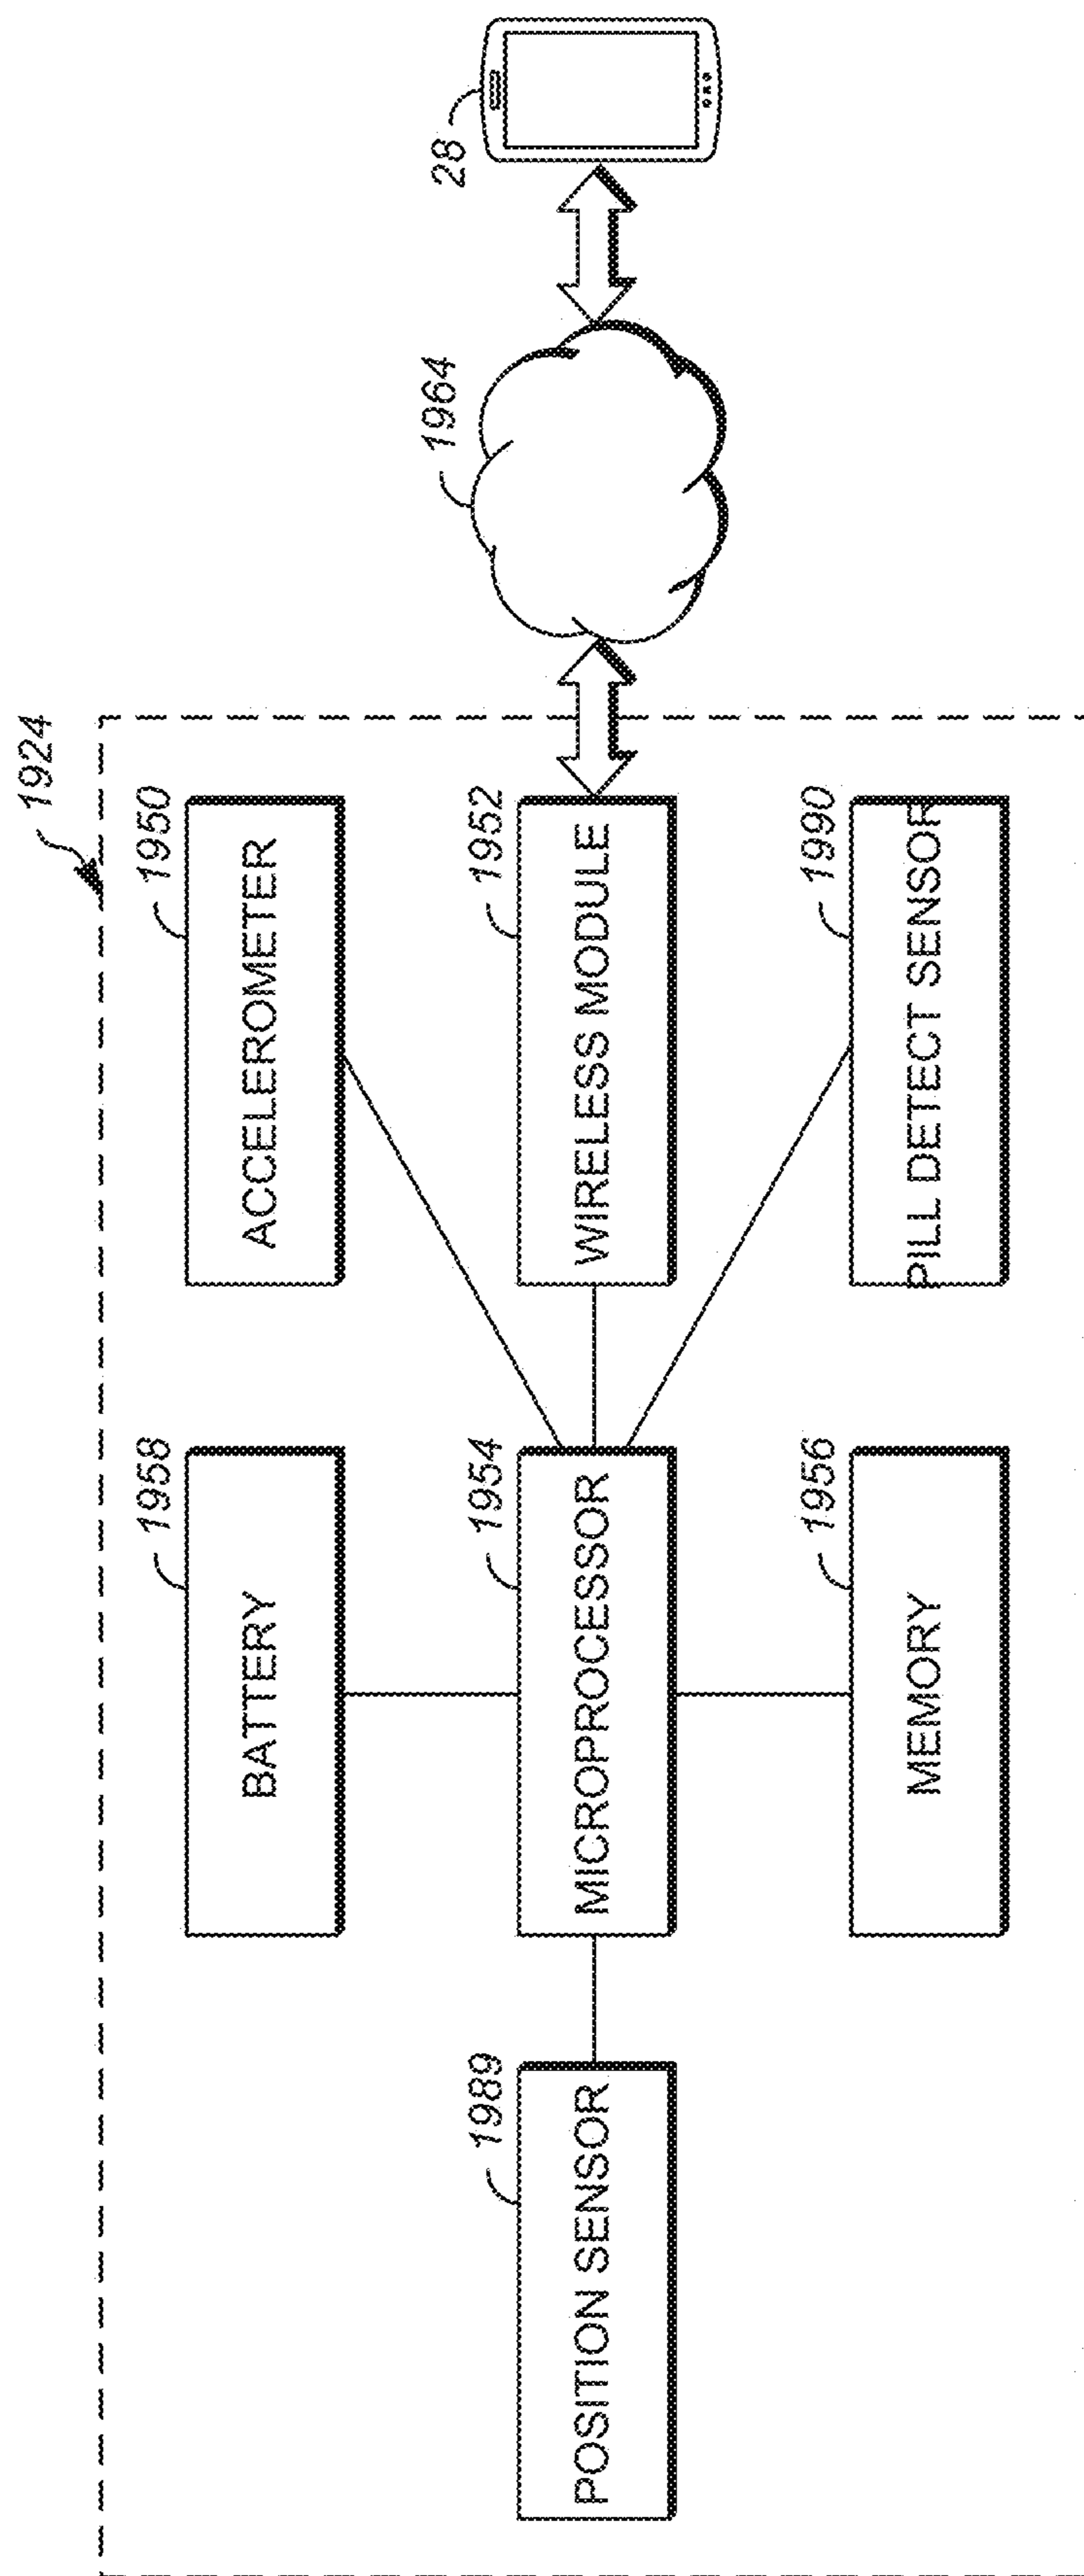 1924
BATTERY
1958
ACCELEROMETER
1950
28
1964
POSITION SENSOR
1989
MICROPROCESSOR
1954
WIRELESS MODULE
1952
MEMORY
1956
PILL DETECT SENSOR
1990